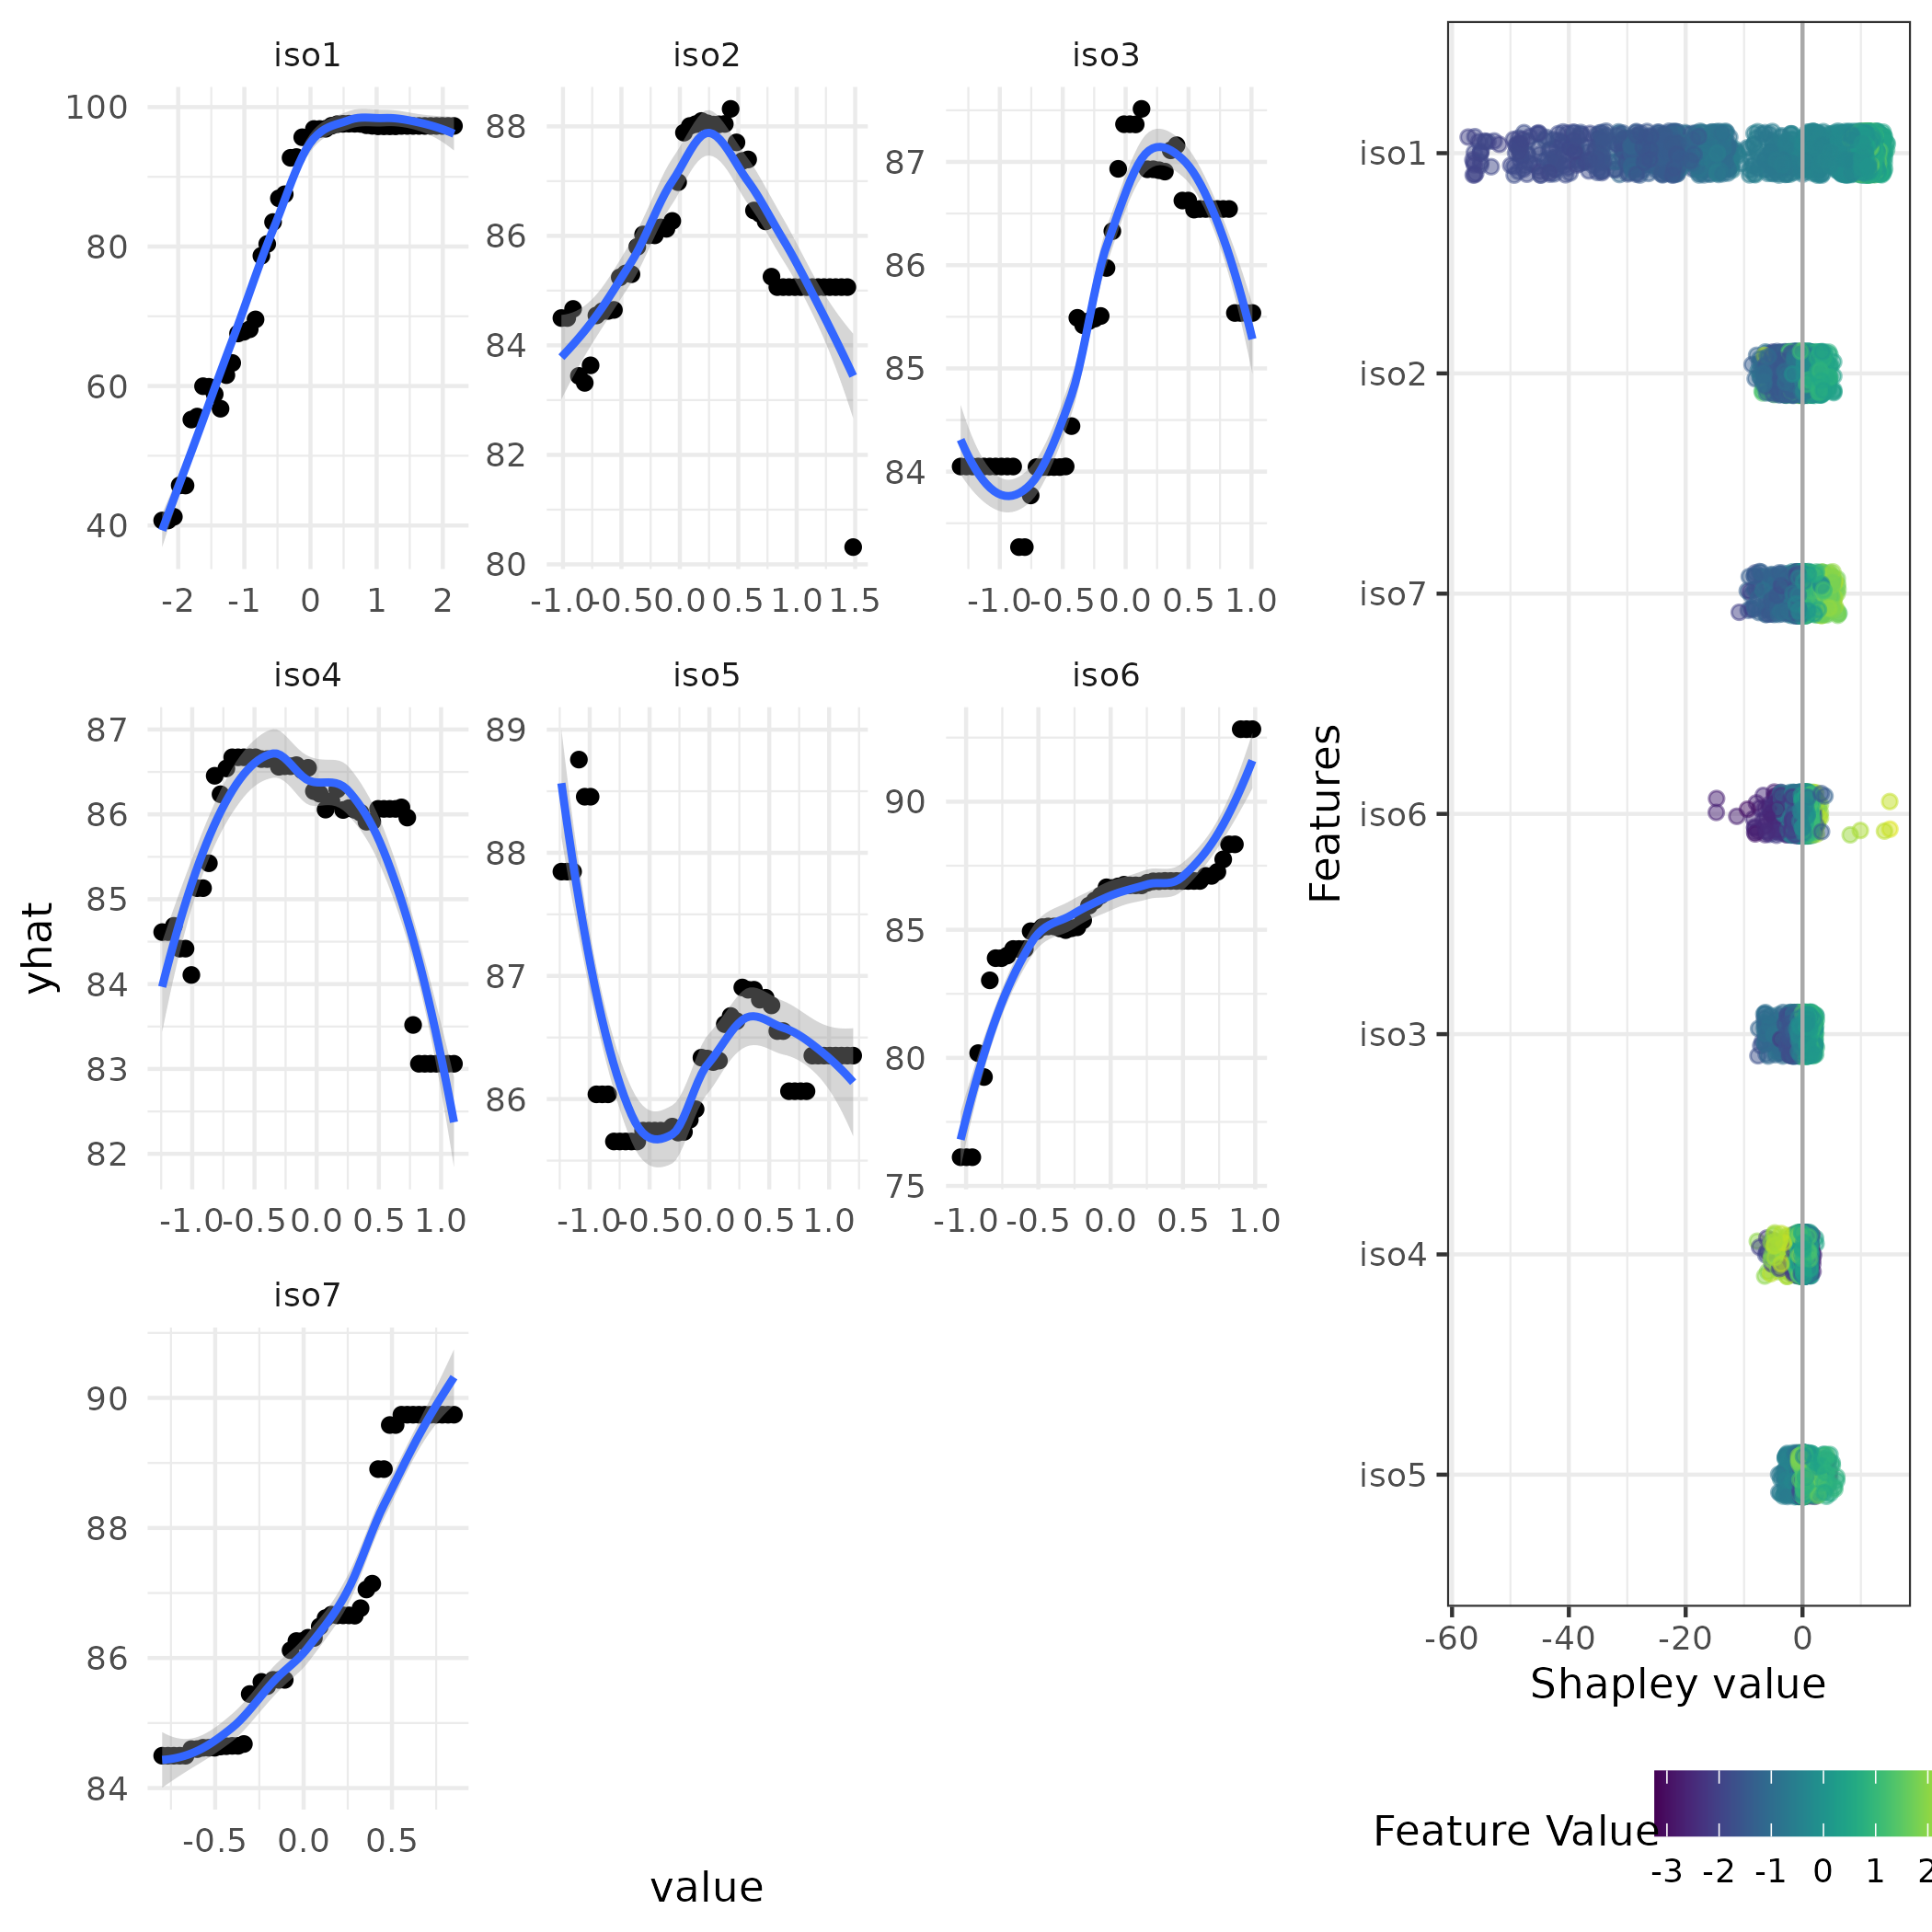 iso1
iso2
iso3
100
80
60
40
-2 -1 0 1 2
88
86
84
82
80
-1.0 -0.5 0.0 0.5 1.0 1.5
87
86
85
84
-1.0 -0.5 0.0 0.5 1.0
iso4
iso5
iso6
87
86
85
84
83
82
-1.0 -0.5 0.0 0.5 1.0
89
88
87
86
-1.0 -0.5 0.0 0.5 1.0
90
85
80
75
-1.0 -0.5 0.0 0.5 1.0
iso7
90
88
86
84
-0.5 0.0 0.5
yhat
value
Features
iso1
iso2
iso7
iso6
iso3
iso4
iso5
-60 -40 -20 0
Shapley value
Feature Value
-3 -2 -1 0 1 2